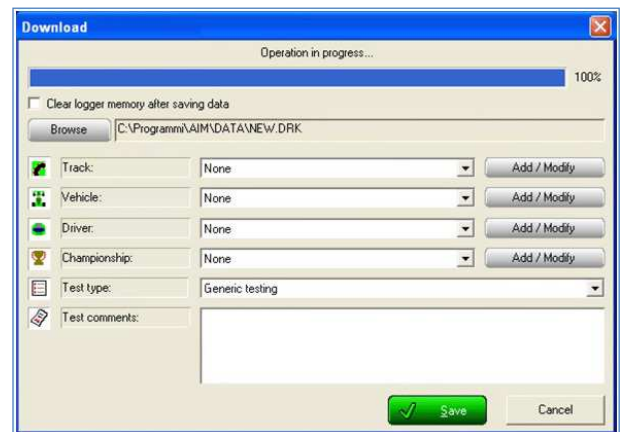 Download
Operation in progress...
100%
Clear logger memory after saving data
Browse C:\Programmi\AIM\DATA\NEW.DRK
Track: None Add / Modify
Vehicle: None Add / Modify
Driver: None Add / Modify
Championship: None Add / Modify
Test type: Generic testing
Test comments:
Save Cancel